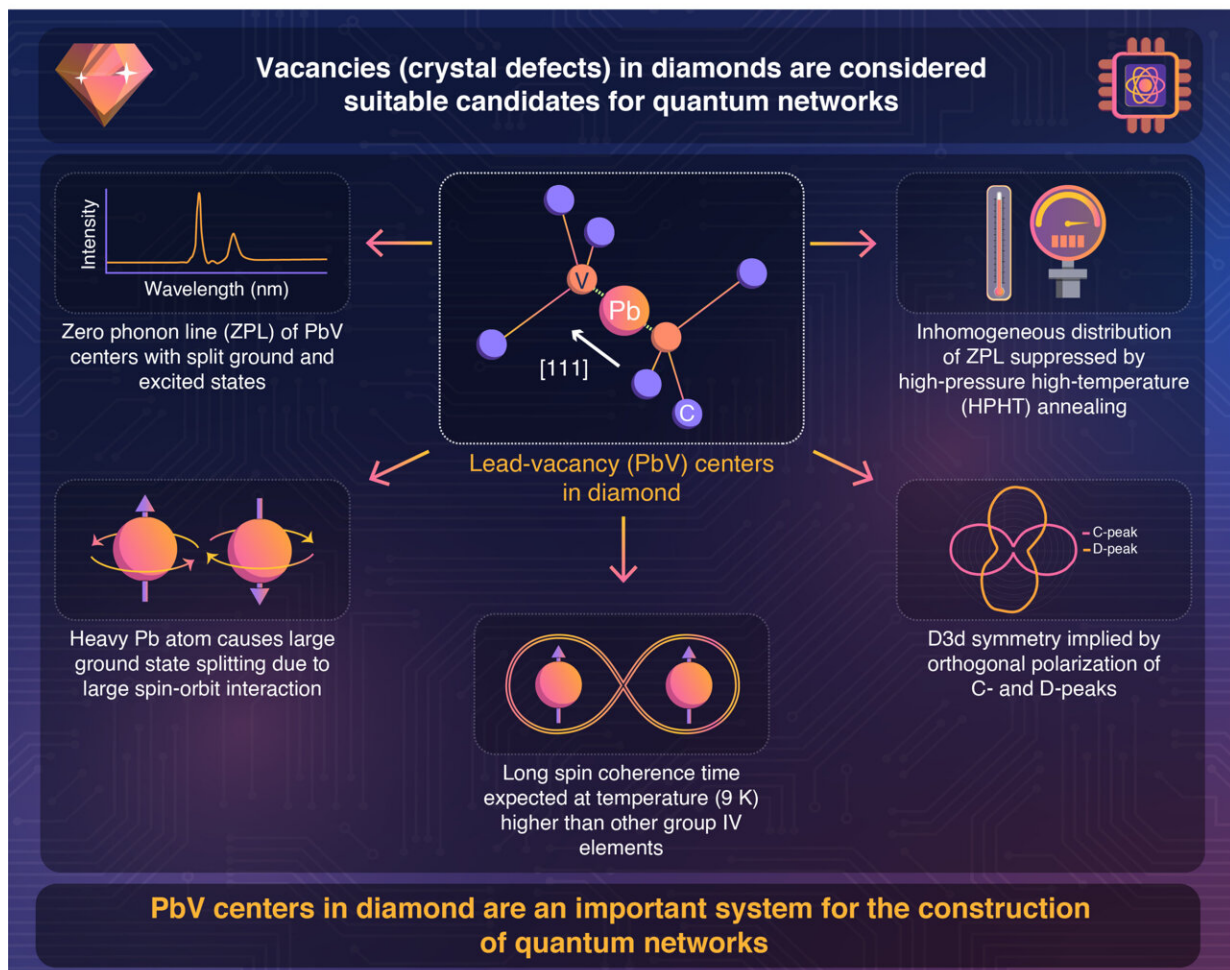 Vacancies (crystal defects) in diamonds are considered
suitable candidates for quantum networks
Intensity
Wavelength (nm)
Zero phonon line (ZPL) of PbV
centers with split ground and
excited states
V
Pb
[111]
C
Lead-vacancy (PbV) centers
in diamond
Inhomogeneous distribution
of ZPL suppressed by
high-pressure high-temperature
(HPHT) annealing
Heavy Pb atom causes large
ground state splitting due to
large spin-orbit interaction
Long spin coherence time
expected at temperature (9 K)
higher than other group IV
elements
C-peak
D-peak
D3d symmetry implied by
orthogonal polarization of
C- and D-peaks
PbV centers in diamond are an important system for the construction
of quantum networks